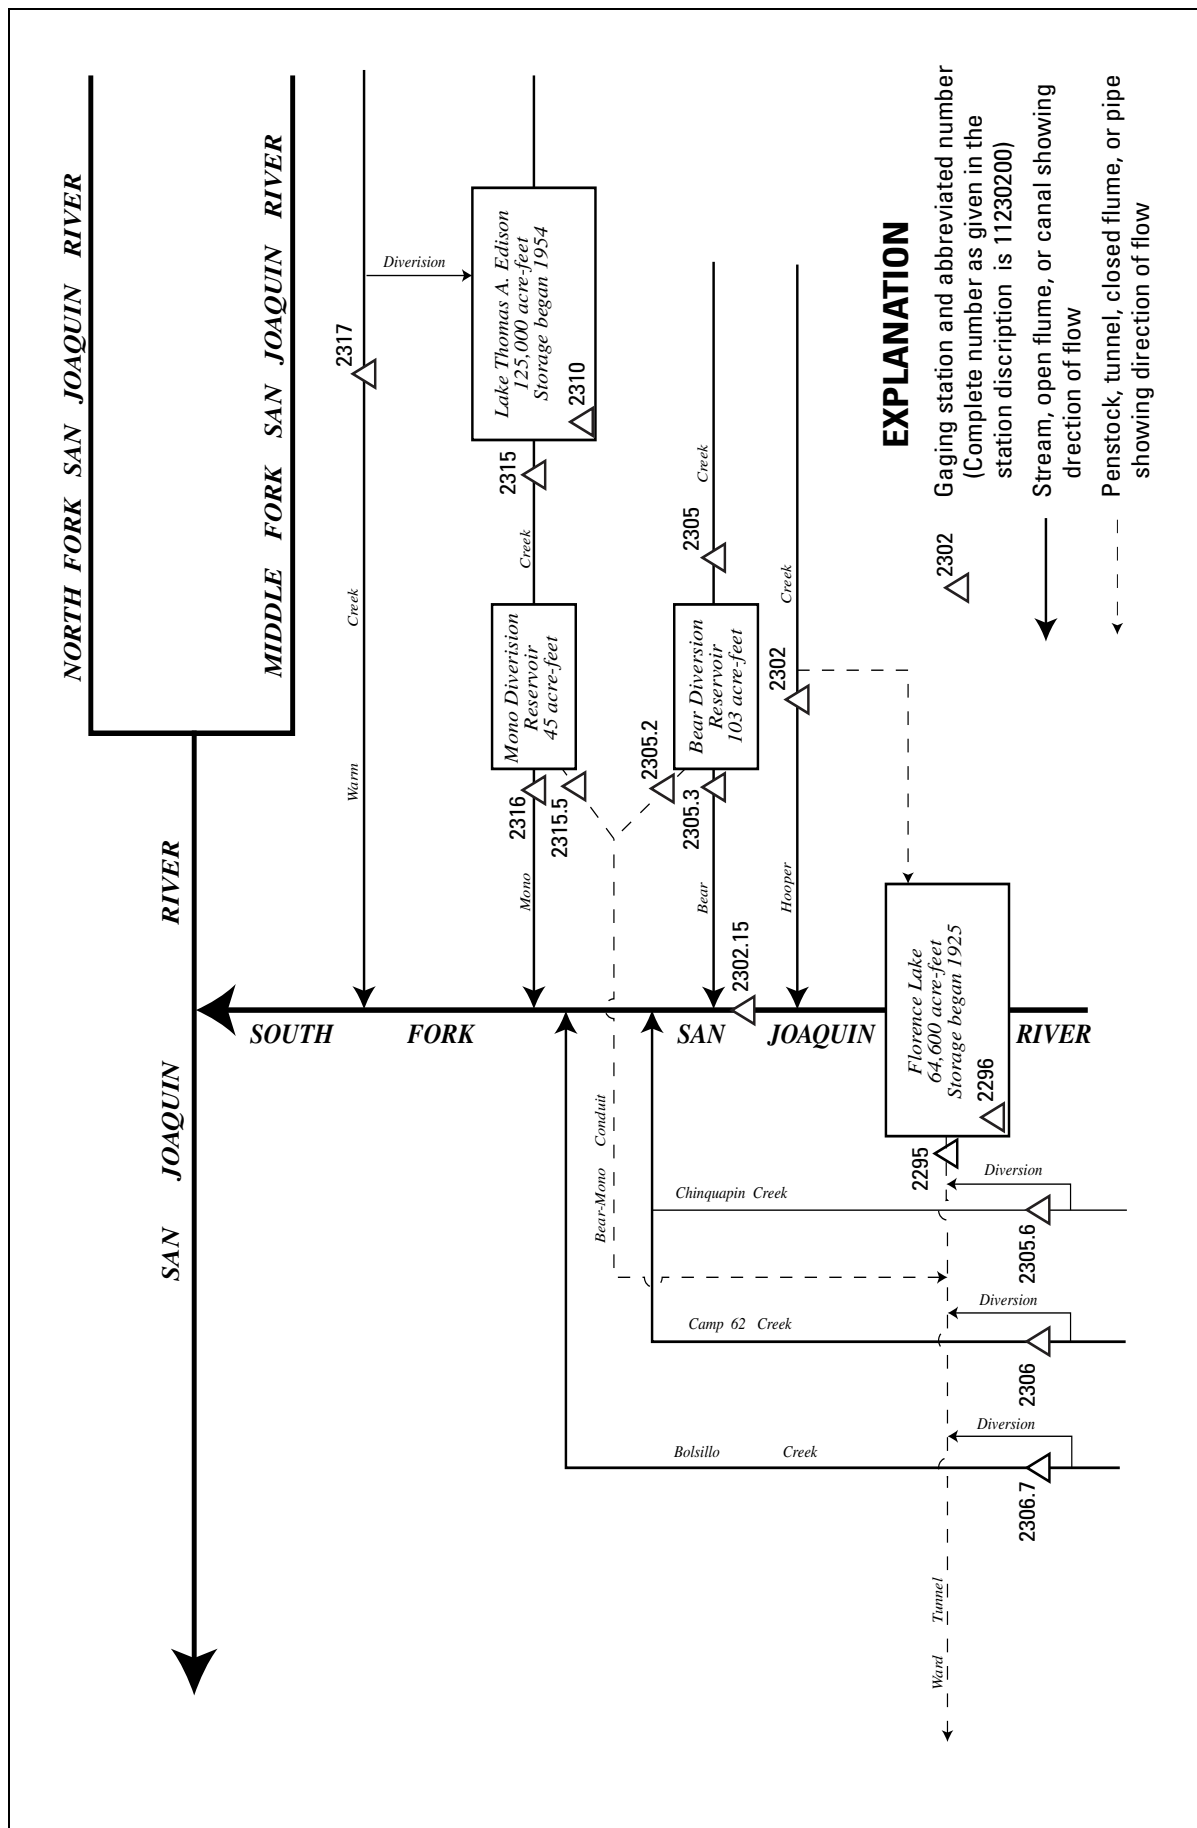 NORTH FORK SAN JOAQUIN RIVER
MIDDLE FORK SAN JOAQUIN RIVER
SAN JOAQUIN RIVER
Warm Creek
2317
Diverision
Lake Thomas A. Edison
125,000 acre-feet
Storage began 1954
2310
2315
Creek
Mono Diverision
Reservoir
45 acre-feet
2316
2315.5
Mono
2305
Creek
Bear Diversion
Reservoir
103 acre-feet
2305.2
2305.3
Bear
2302
Creek
Hooper
2302.15
SOUTH FORK SAN JOAQUIN RIVER
Florence Lake
64,600 acre-feet
Storage began 1925
2296
2295
Bear-Mono Conduit
Chinquapin Creek
Diversion
2305.6
Camp 62 Creek
Diversion
2306
Bolsillo Creek
Diversion
2306.7
Ward Tunnel
EXPLANATION
2302
Gaging station and abbreviated number
(Complete number as given in the
station discription is 11230200)
Stream, open flume, or canal showing
drection of flow
Penstock, tunnel, closed flume, or pipe
showing direction of flow